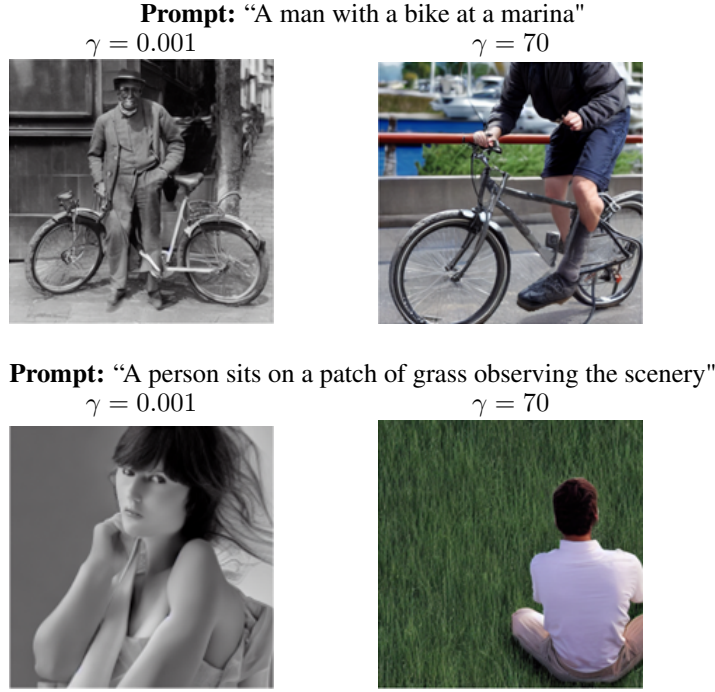 Prompt: “A man with a bike at a marina"
γ = 0.001 γ = 70
Prompt: “A person sits on a patch of grass observing the scenery"
γ = 0.001 γ = 70